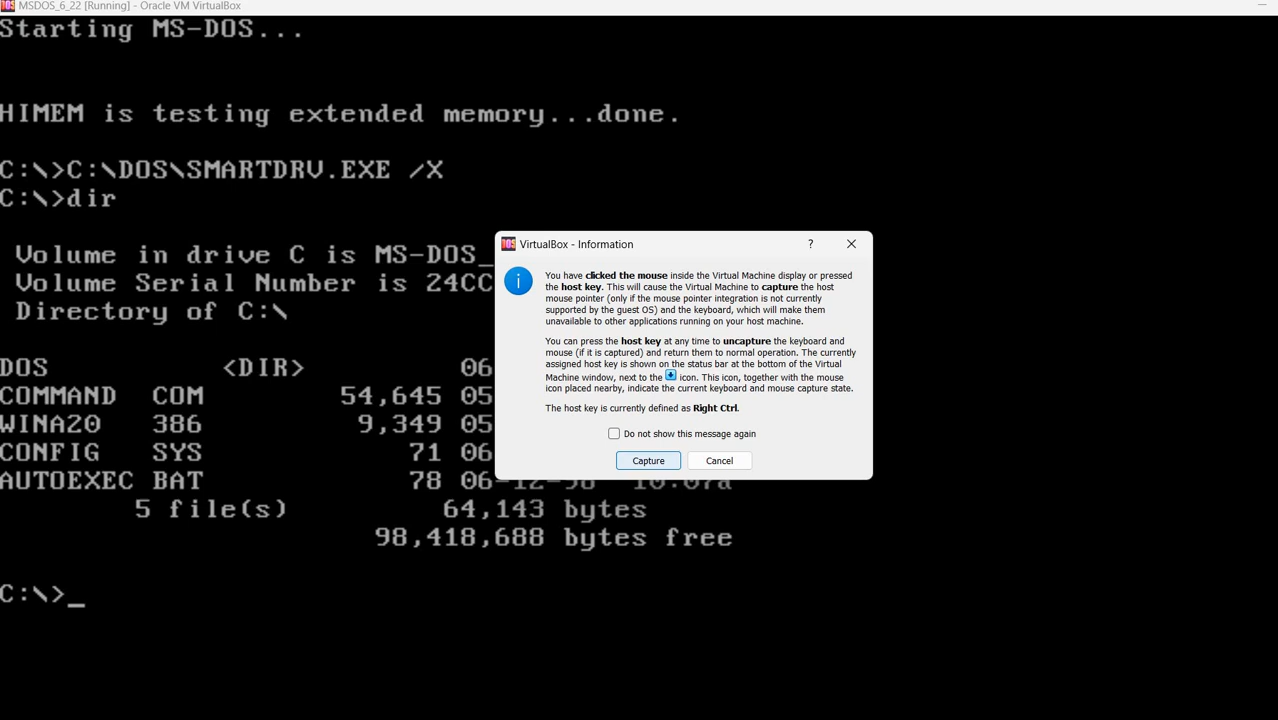 MSDOS_6_22 [Running] - Oracle VM VirtualBox
Starting MS-DOS...
HIMEM is testing extended memory...done.
C:\>C:\DOS\SMARTDRV.EXE /X
C:\>dir
Volume in drive C is MS-DOS_
Volume Serial Number is 24CC
Directory of C:\
DOS <DIR> 06
COMMAND COM 54,645 05
WINA20 386 9,349 05
CONFIG SYS 71 06
AUTOEXEC BAT 78 06
5 file(s) 64,143 bytes
98,418,688 bytes free
C:\>_
VirtualBox - Information
You have clicked the mouse inside the Virtual Machine display or pressed
the host key. This will cause the Virtual Machine to capture the host
mouse pointer (only if the mouse pointer integration is not currently
supported by the guest OS) and the keyboard, which will make them
unavailable to other applications running on your host machine.
You can press the host key at any time to uncapture the keyboard and
mouse (if it is captured) and return them to normal operation. The currently
assigned host key is shown on the status bar at the bottom of the Virtual
Machine window, next to the icon. This icon, together with the mouse
icon placed nearby, indicate the current keyboard and mouse capture state.
The host key is currently defined as Right Ctrl.
Do not show this message again
Capture Cancel